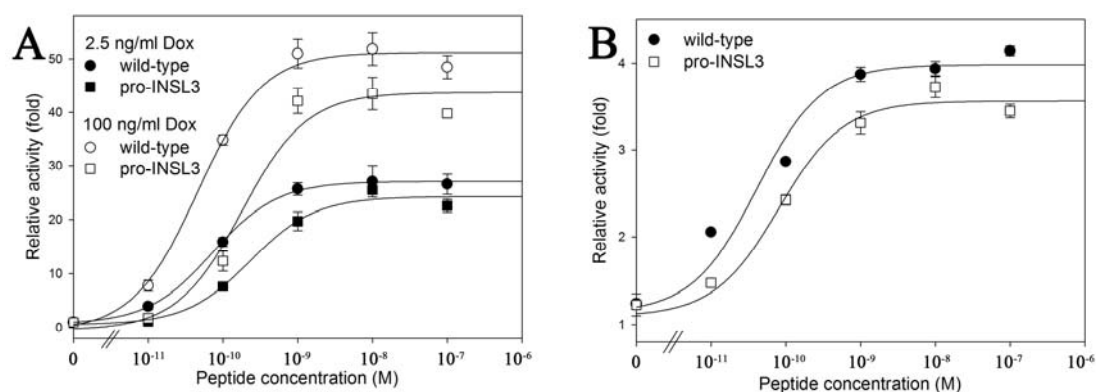 A
2.5 ng/ml Dox
wild-type
pro-INSL3
100 ng/ml Dox
wild-type
pro-INSL3
Relative activity (fold)
50
40
30
20
10
0
0 10⁻¹¹ 10⁻¹⁰ 10⁻⁹ 10⁻⁸ 10⁻⁷ 10⁻⁶
Peptide concentration (M)
B
wild-type
pro-INSL3
Relative activity (fold)
4
3
2
1
0 10⁻¹¹ 10⁻¹⁰ 10⁻⁹ 10⁻⁸ 10⁻⁷ 10⁻⁶
Peptide concentration (M)